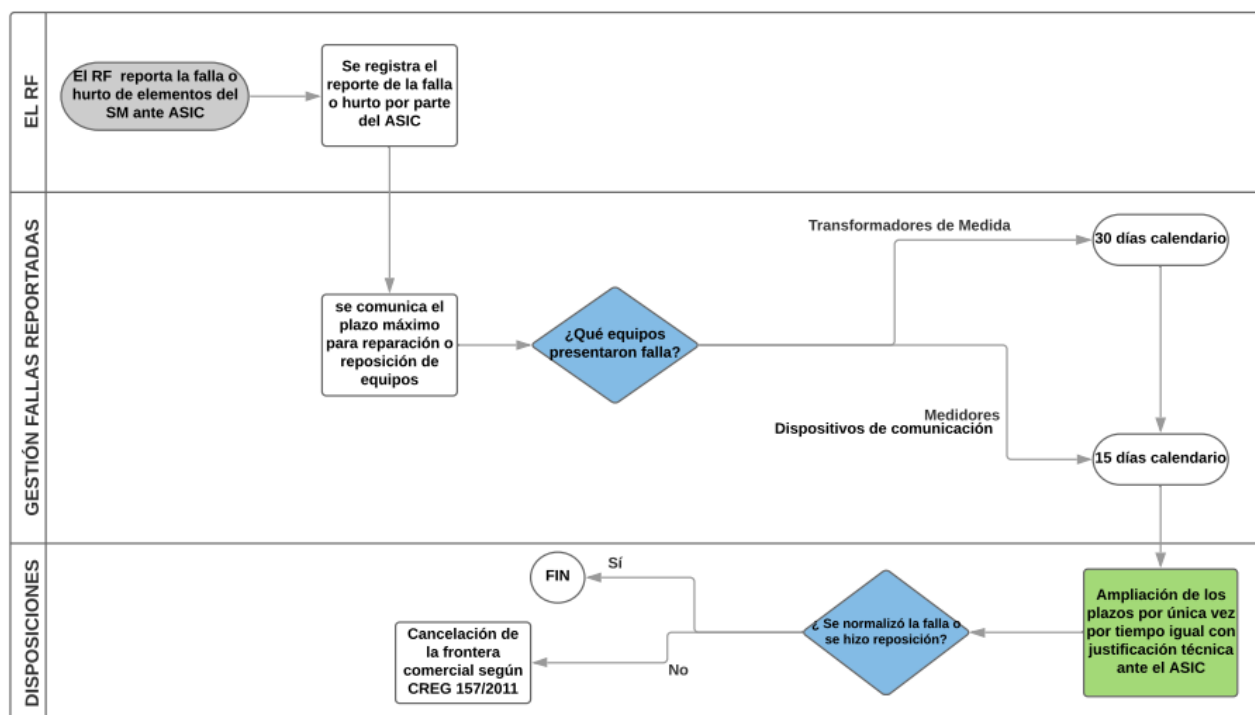 EL RF
El RF reporta la falla o
hurto de elementos del
SM ante ASIC
Se registra el
reporte de la falla
o hurto por parte
del ASIC
GESTIÓN FALLAS REPORTADAS
se comunica el
plazo máximo
para reparación o
reposición de
equipos
¿Qué equipos
presentaron falla?
Transformadores de Medida
30 días calendario
Medidores
Dispositivos de comunicación
15 días calendario
DISPOSICIONES
Ampliación de los
plazos por única vez
por tiempo igual con
justificación técnica
ante el ASIC
¿ Se normalizó la falla o
se hizo reposición?
Sí
FIN
No
Cancelación de
la frontera
comercial según
CREG 157/2011